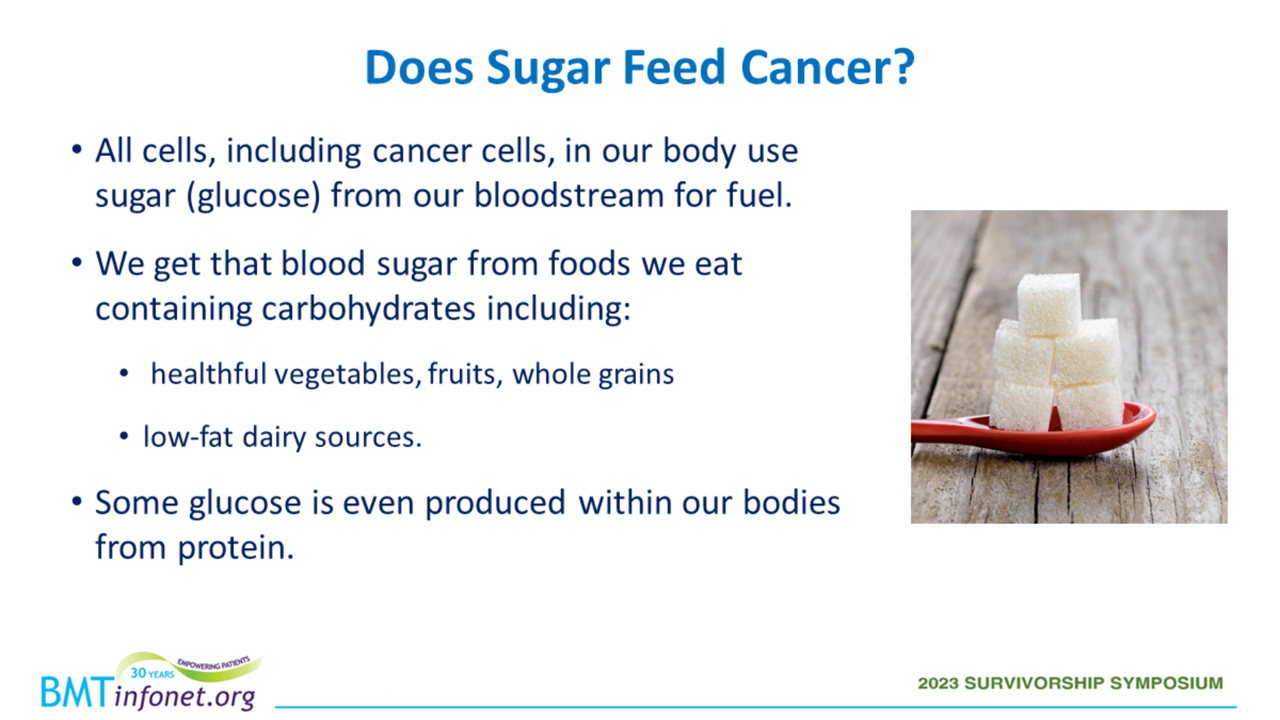 Does Sugar Feed Cancer?
• All cells, including cancer cells, in our body use
sugar (glucose) from our bloodstream for fuel.
• We get that blood sugar from foods we eat
containing carbohydrates including:
• healthful vegetables, fruits, whole grains
• low-fat dairy sources.
• Some glucose is even produced within our bodies
from protein.
30 YEARS EMPOWERING PATIENTS
BMTinfonet.org
2023 SURVIVORSHIP SYMPOSIUM